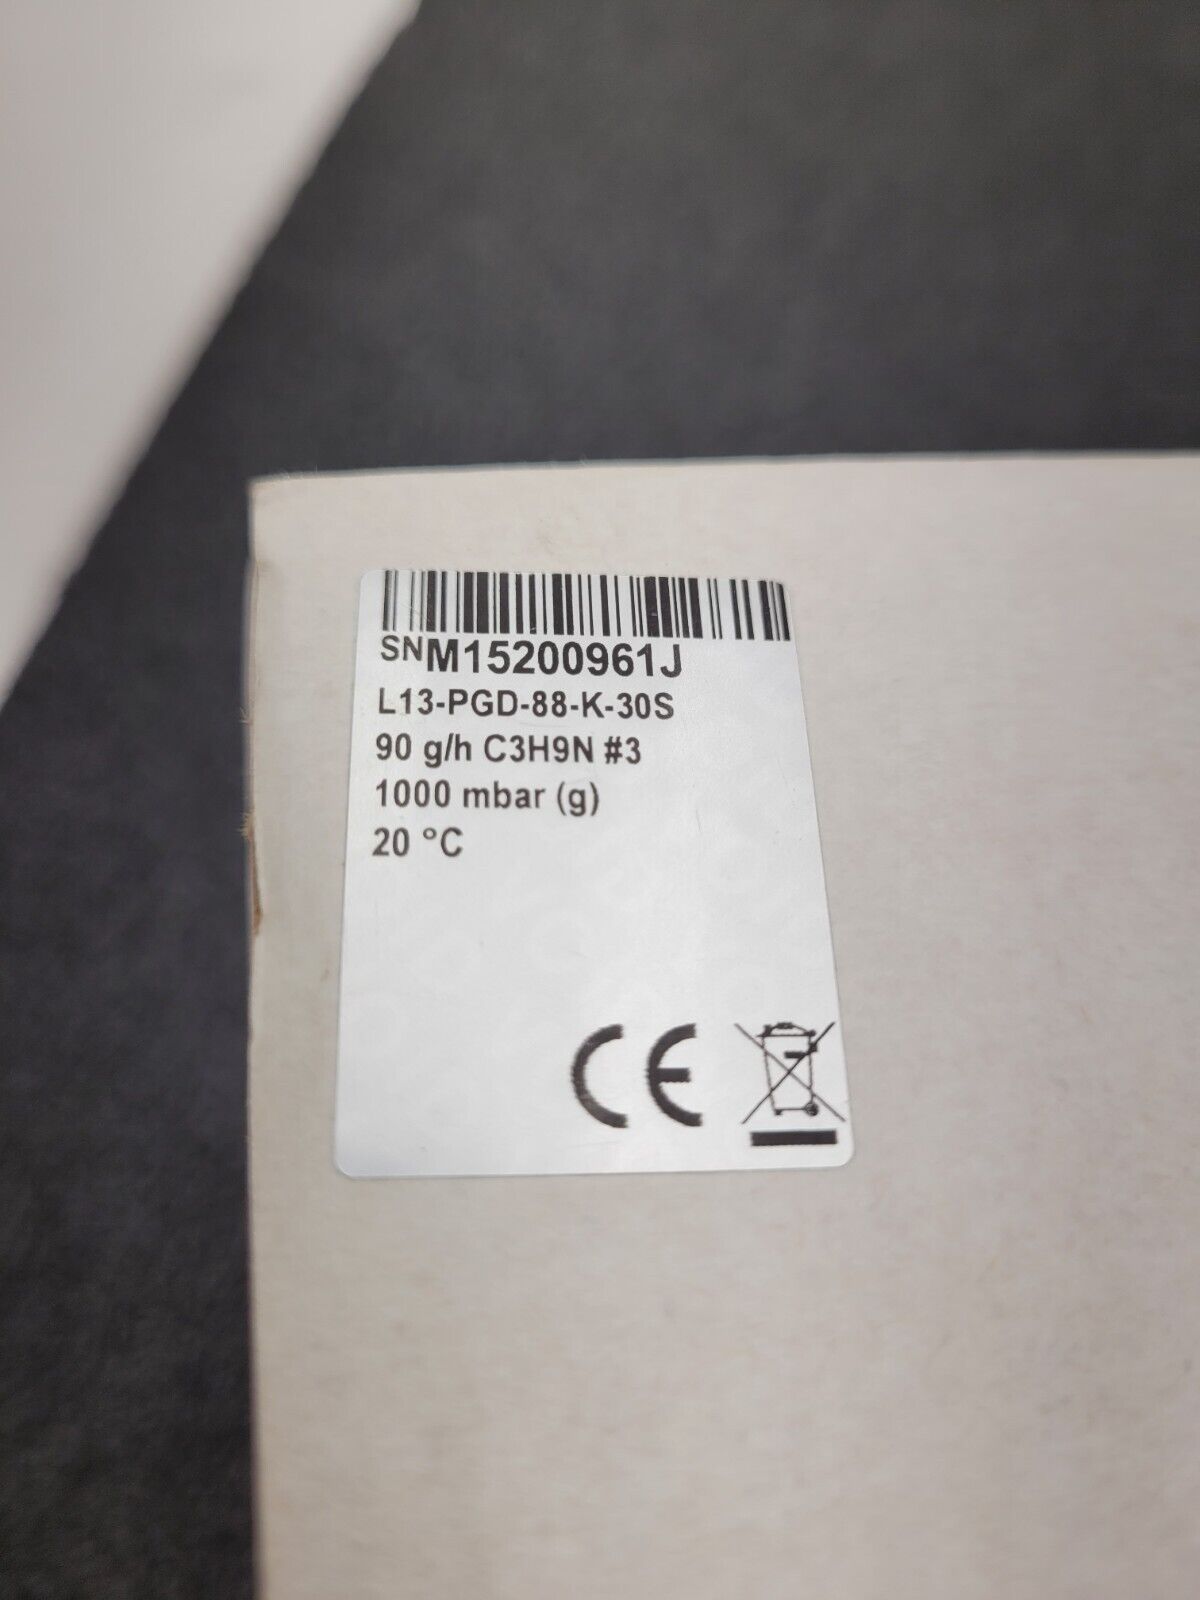 SNM15200961J
L13-PGD-88-K-30S
90 g/h C3H9N #3
1000 mbar (g)
20 °C
CE